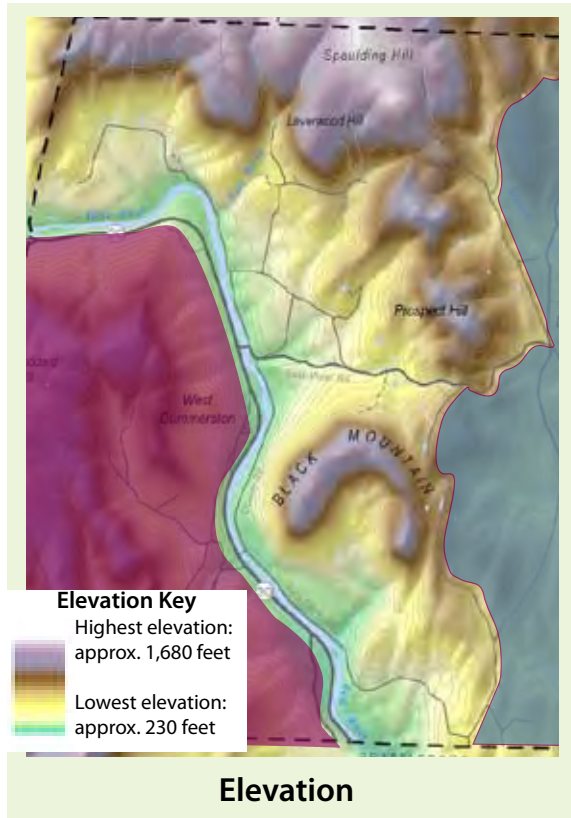 Spaulding Hill
Laverwood Hill
Prospect Hill
West
Dummerston
BLACK MOUNTAIN
Elevation Key
Highest elevation:
approx. 1,680 feet
Lowest elevation:
approx. 230 feet
Elevation